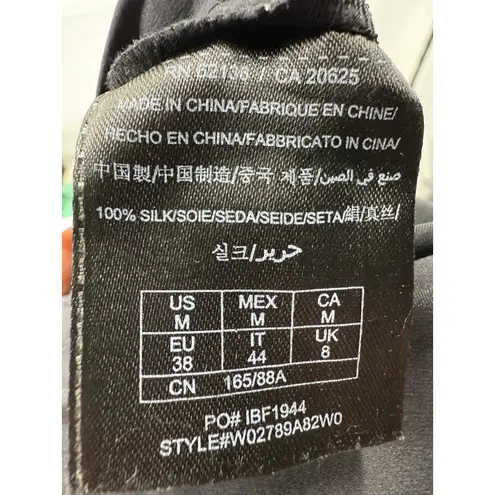 RN 62136 / CA 20625
MADE IN CHINA/FABRIQUE EN CHINE/
HECHO EN CHINA/FABBRICATO IN CINA/
中国製/中国制造/중국 제품/صنع في الصين/
100% SILK/SOIE/SEDA/SEIDE/SETA/絹/真丝/
실크/حرير
US MEX CA
M M M
EU IT UK
38 44 8
CN 165/88A
PO# IBF1944
STYLE#W02789A82W0